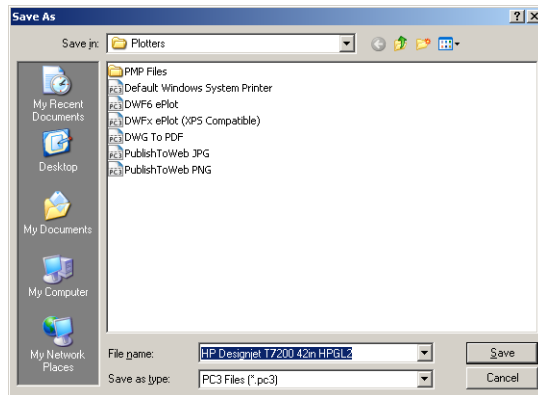 Save As
Save in:
Plotters
My Recent
Documents
Desktop
My Documents
My Computer
My Network
Places
PMP Files
Default Windows System Printer
DWF6 ePlot
DWFx ePlot (XPS Compatible)
DWG To PDF
PublishToWeb JPG
PublishToWeb PNG
File name:
HP Designjet T7200 42in HPGL2
Save
Save as type:
PC3 Files (*.pc3)
Cancel